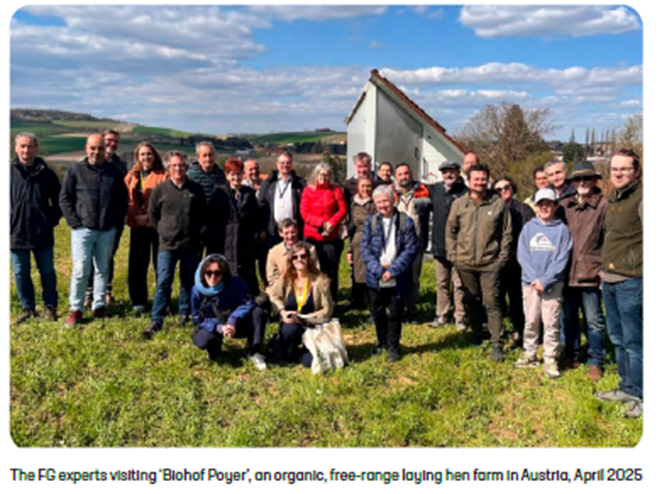 The FG experts visiting 'Biohof Poyer', an organic, free-range laying hen farm in Austria, April 2025